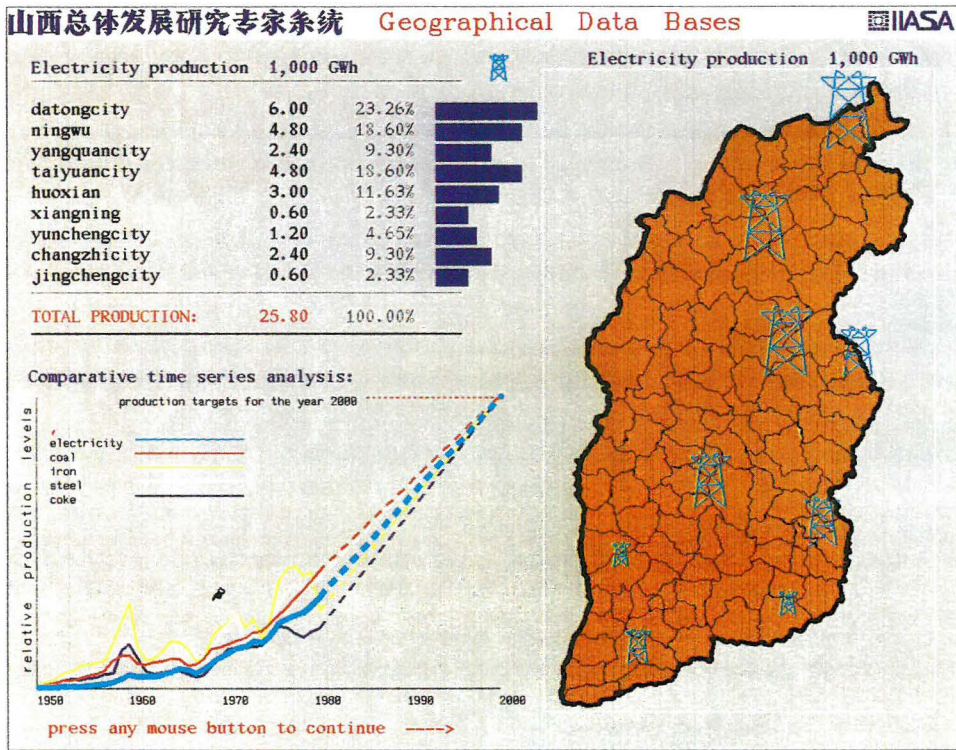 山西总体发展研究专家系统 Geographical Data Bases IIASA
Electricity production 1,000 GWh
datongcity 6.00 23.26%
ningwu 4.80 18.60%
yangquancity 2.40 9.30%
taiyuancity 4.80 18.60%
huoxian 3.00 11.63%
xiangning 0.60 2.33%
yunchengcity 1.20 4.65%
changzhicity 2.40 9.30%
jingchengcity 0.60 2.33%
TOTAL PRODUCTION: 25.80 100.00%
Comparative time series analysis:
production targets for the year 2000
relative production levels
electricity
coal
iron
steel
coke
1950 1960 1970 1980 1990 2000
press any mouse button to continue ---->
Electricity production 1,000 GWh